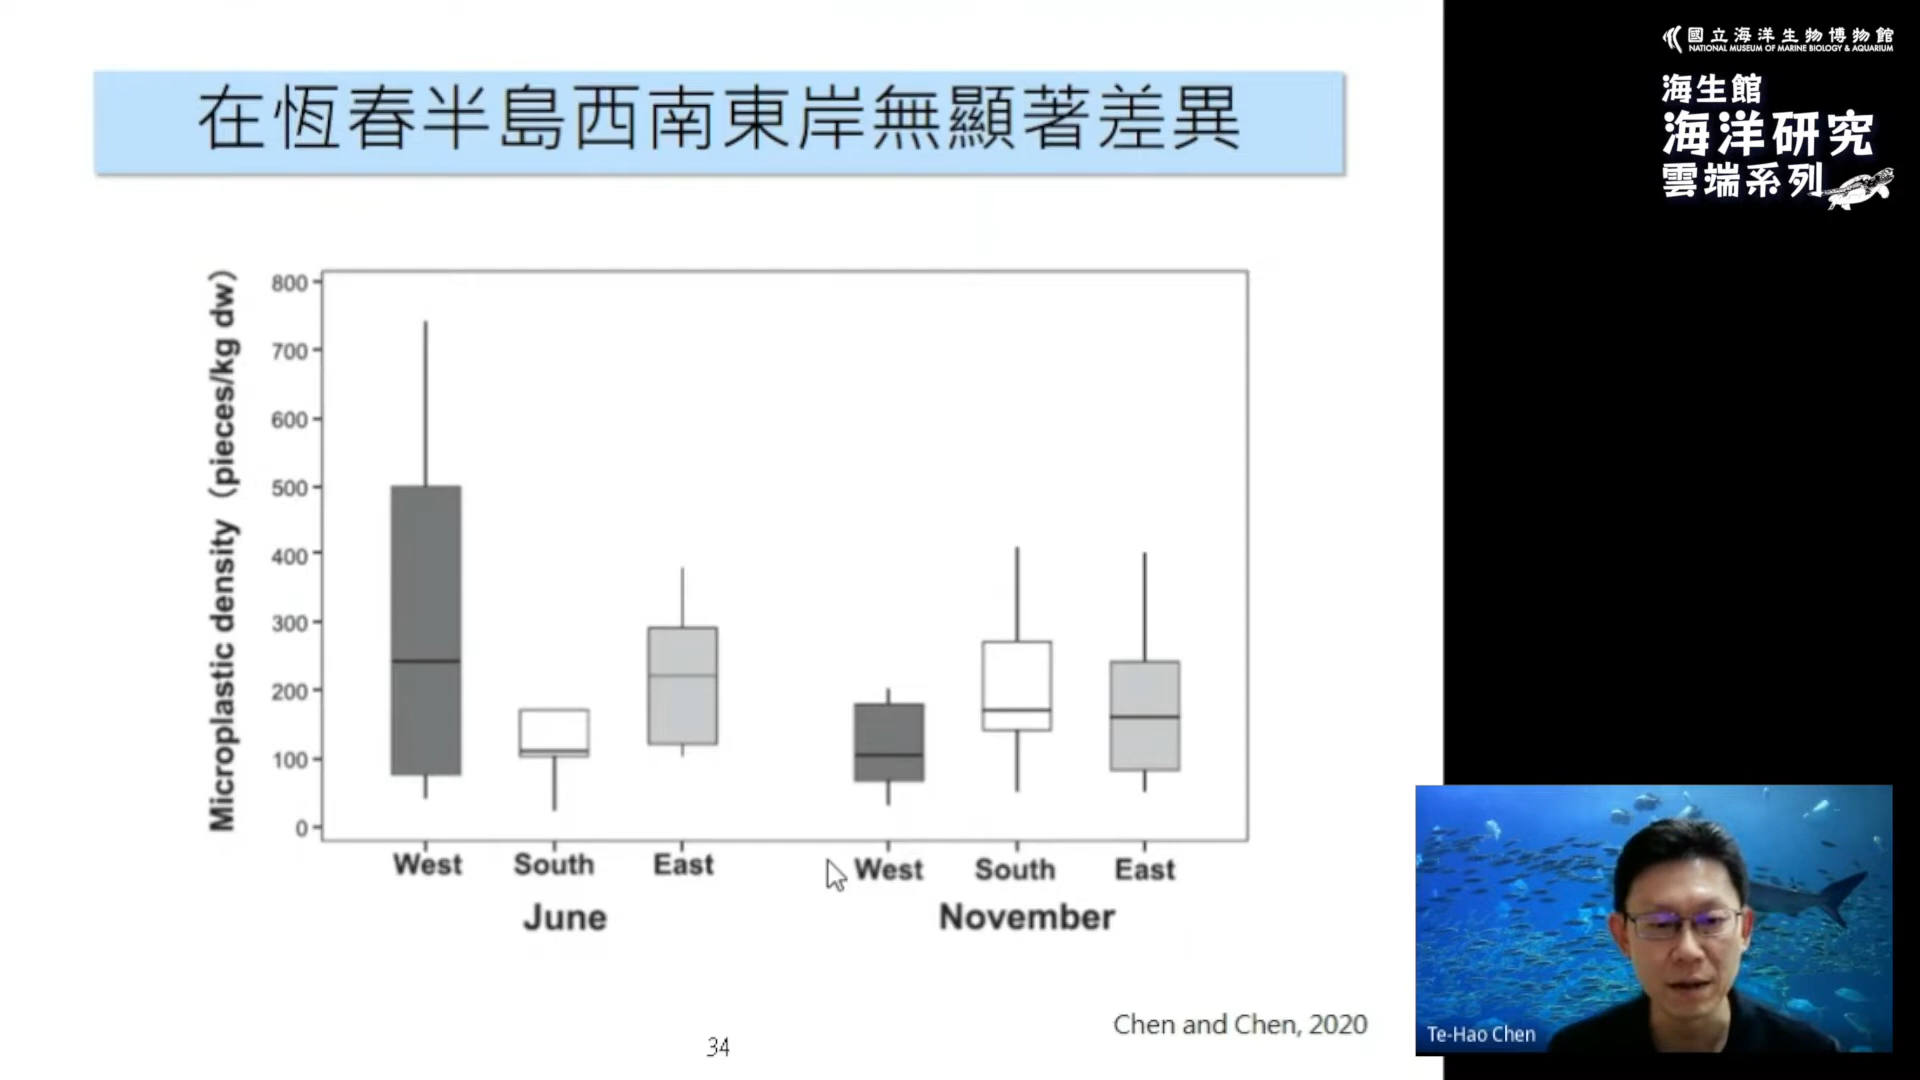 在恆春半島西南東岸無顯著差異
Microplastic density (pieces/kg dw)
800
700
600
500
400
300
200
100
0
West South East West South East
June November
Chen and Chen, 2020
34
國立海洋生物博物館
NATIONAL MUSEUM OF MARINE BIOLOGY & AQUARIUM
海生館
海洋研究
雲端系列
Te-Hao Chen